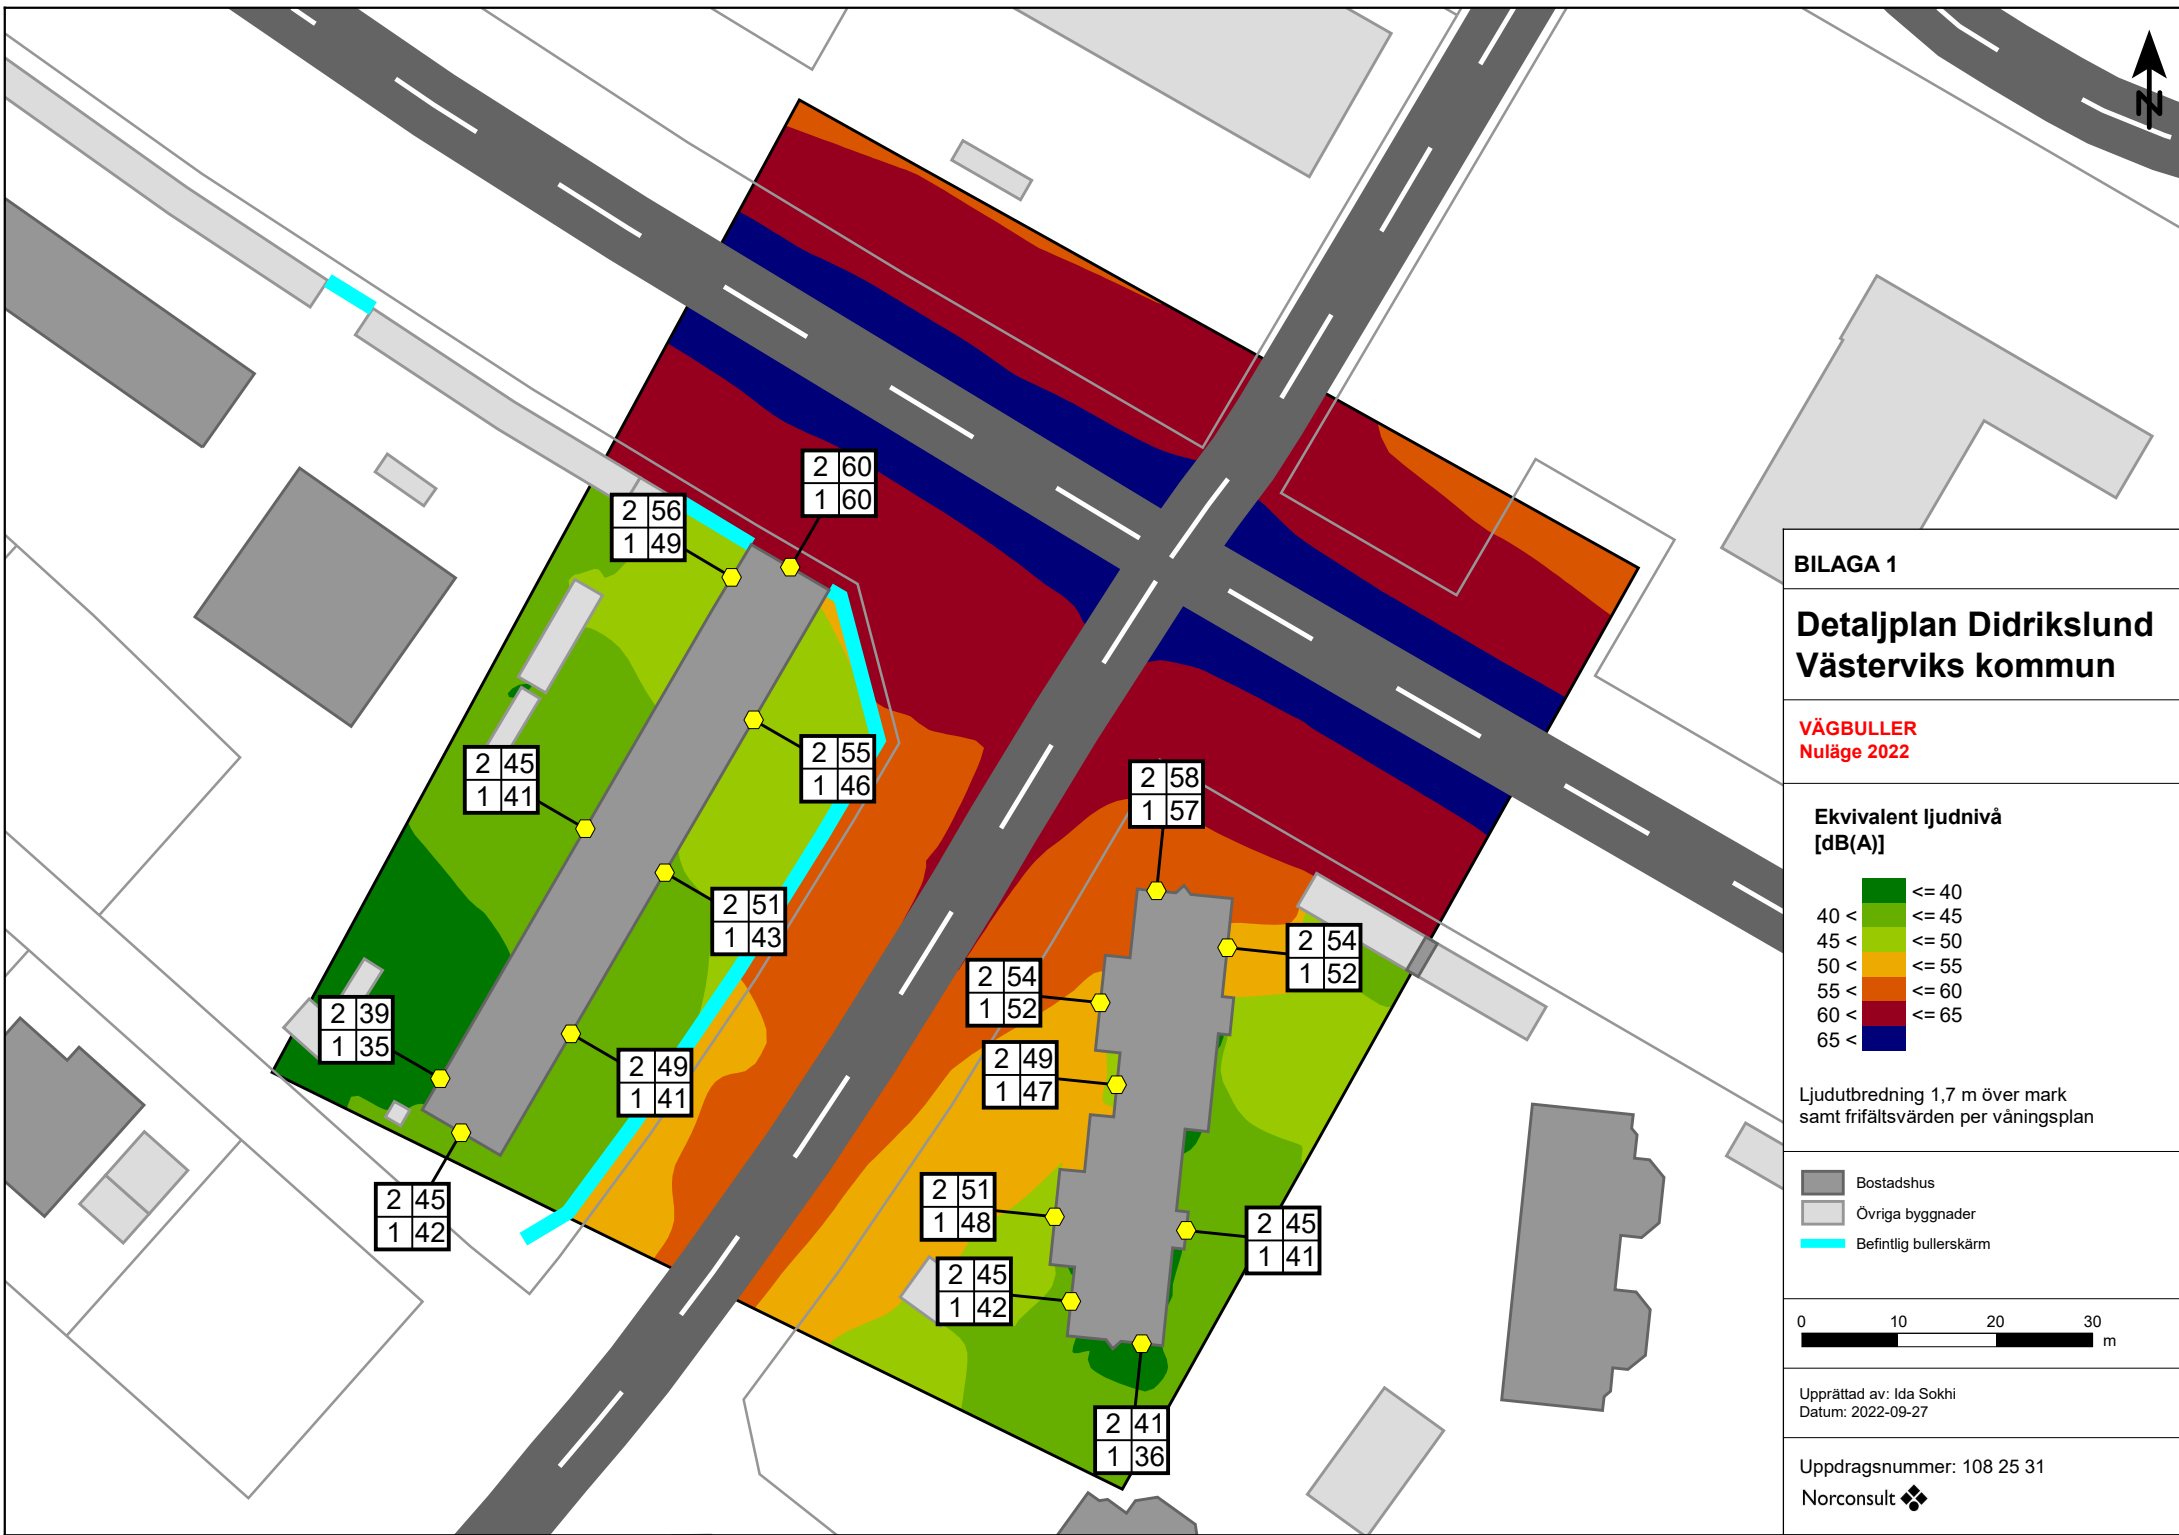 N
2 60
1 60
2 56
1 49
2 55
1 46
2 45
1 41
2 51
1 43
2 39
1 35
2 49
1 41
2 45
1 42
2 58
1 57
2 54
1 52
2 54
1 52
2 49
1 47
2 51
1 48
2 45
1 41
2 45
1 42
2 41
1 36
BILAGA 1
Detaljplan Didrikslund
Västerviks kommun
VÄGBULLER
Nuläge 2022
Ekvivalent ljudnivå
[dB(A)]
<= 40
40 < <= 45
45 < <= 50
50 < <= 55
55 < <= 60
60 < <= 65
65 <
Ljudutbredning 1,7 m över mark
samt frifältsvärden per våningsplan
Bostadshus
Övriga byggnader
Befintlig bullerskärm
0 10 20 30
m
Upprättad av: Ida Sokhi
Datum: 2022-09-27
Uppdragsnummer: 108 25 31
Norconsult